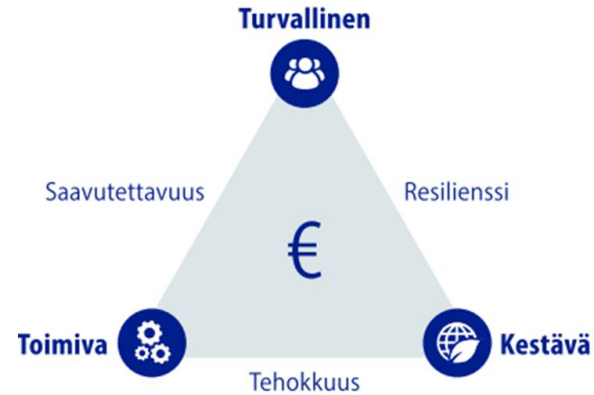 Turvallinen
Saavutettavuus
Resilienssi
€
Toimiva
Kestävä
Tehokkuus